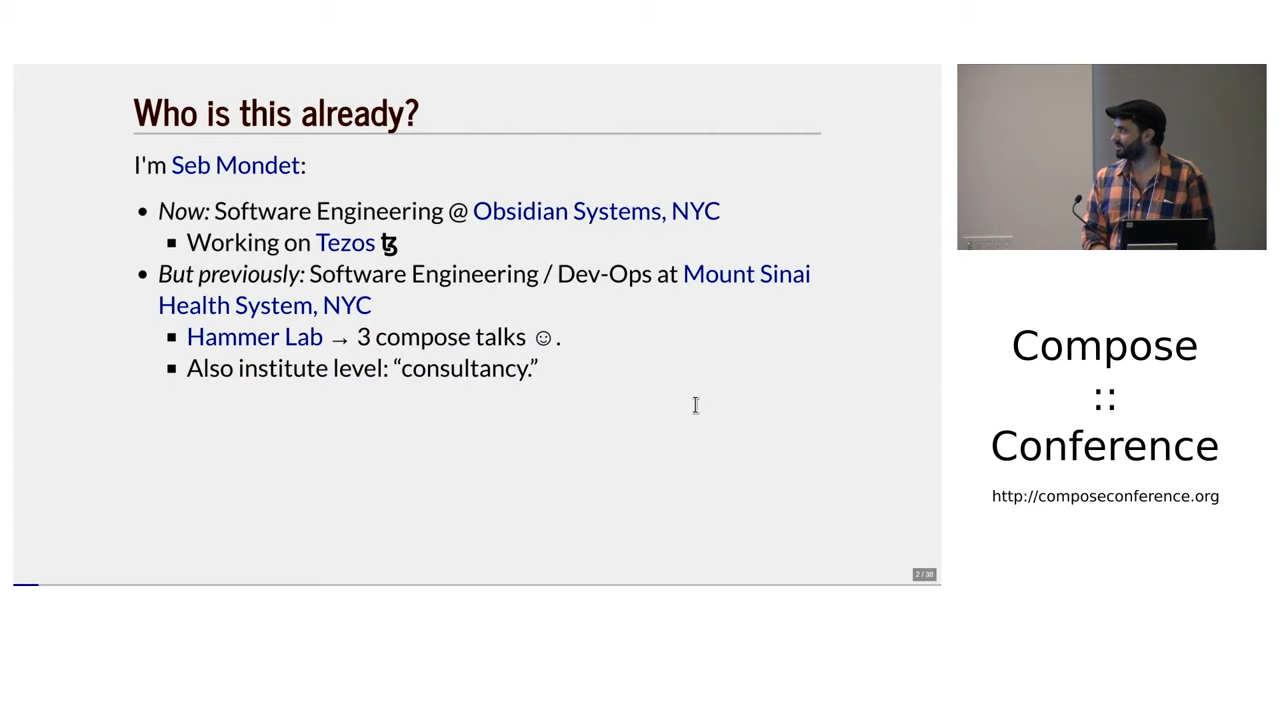 Who is this already?
I'm Seb Mondet:
• Now: Software Engineering @ Obsidian Systems, NYC
▪ Working on Tezos ꜩ
• But previously: Software Engineering / Dev-Ops at Mount Sinai
Health System, NYC
▪ Hammer Lab → 3 compose talks ☺.
▪ Also institute level: “consultancy.”
2 / 38
Compose
::
Conference
http://composeconference.org